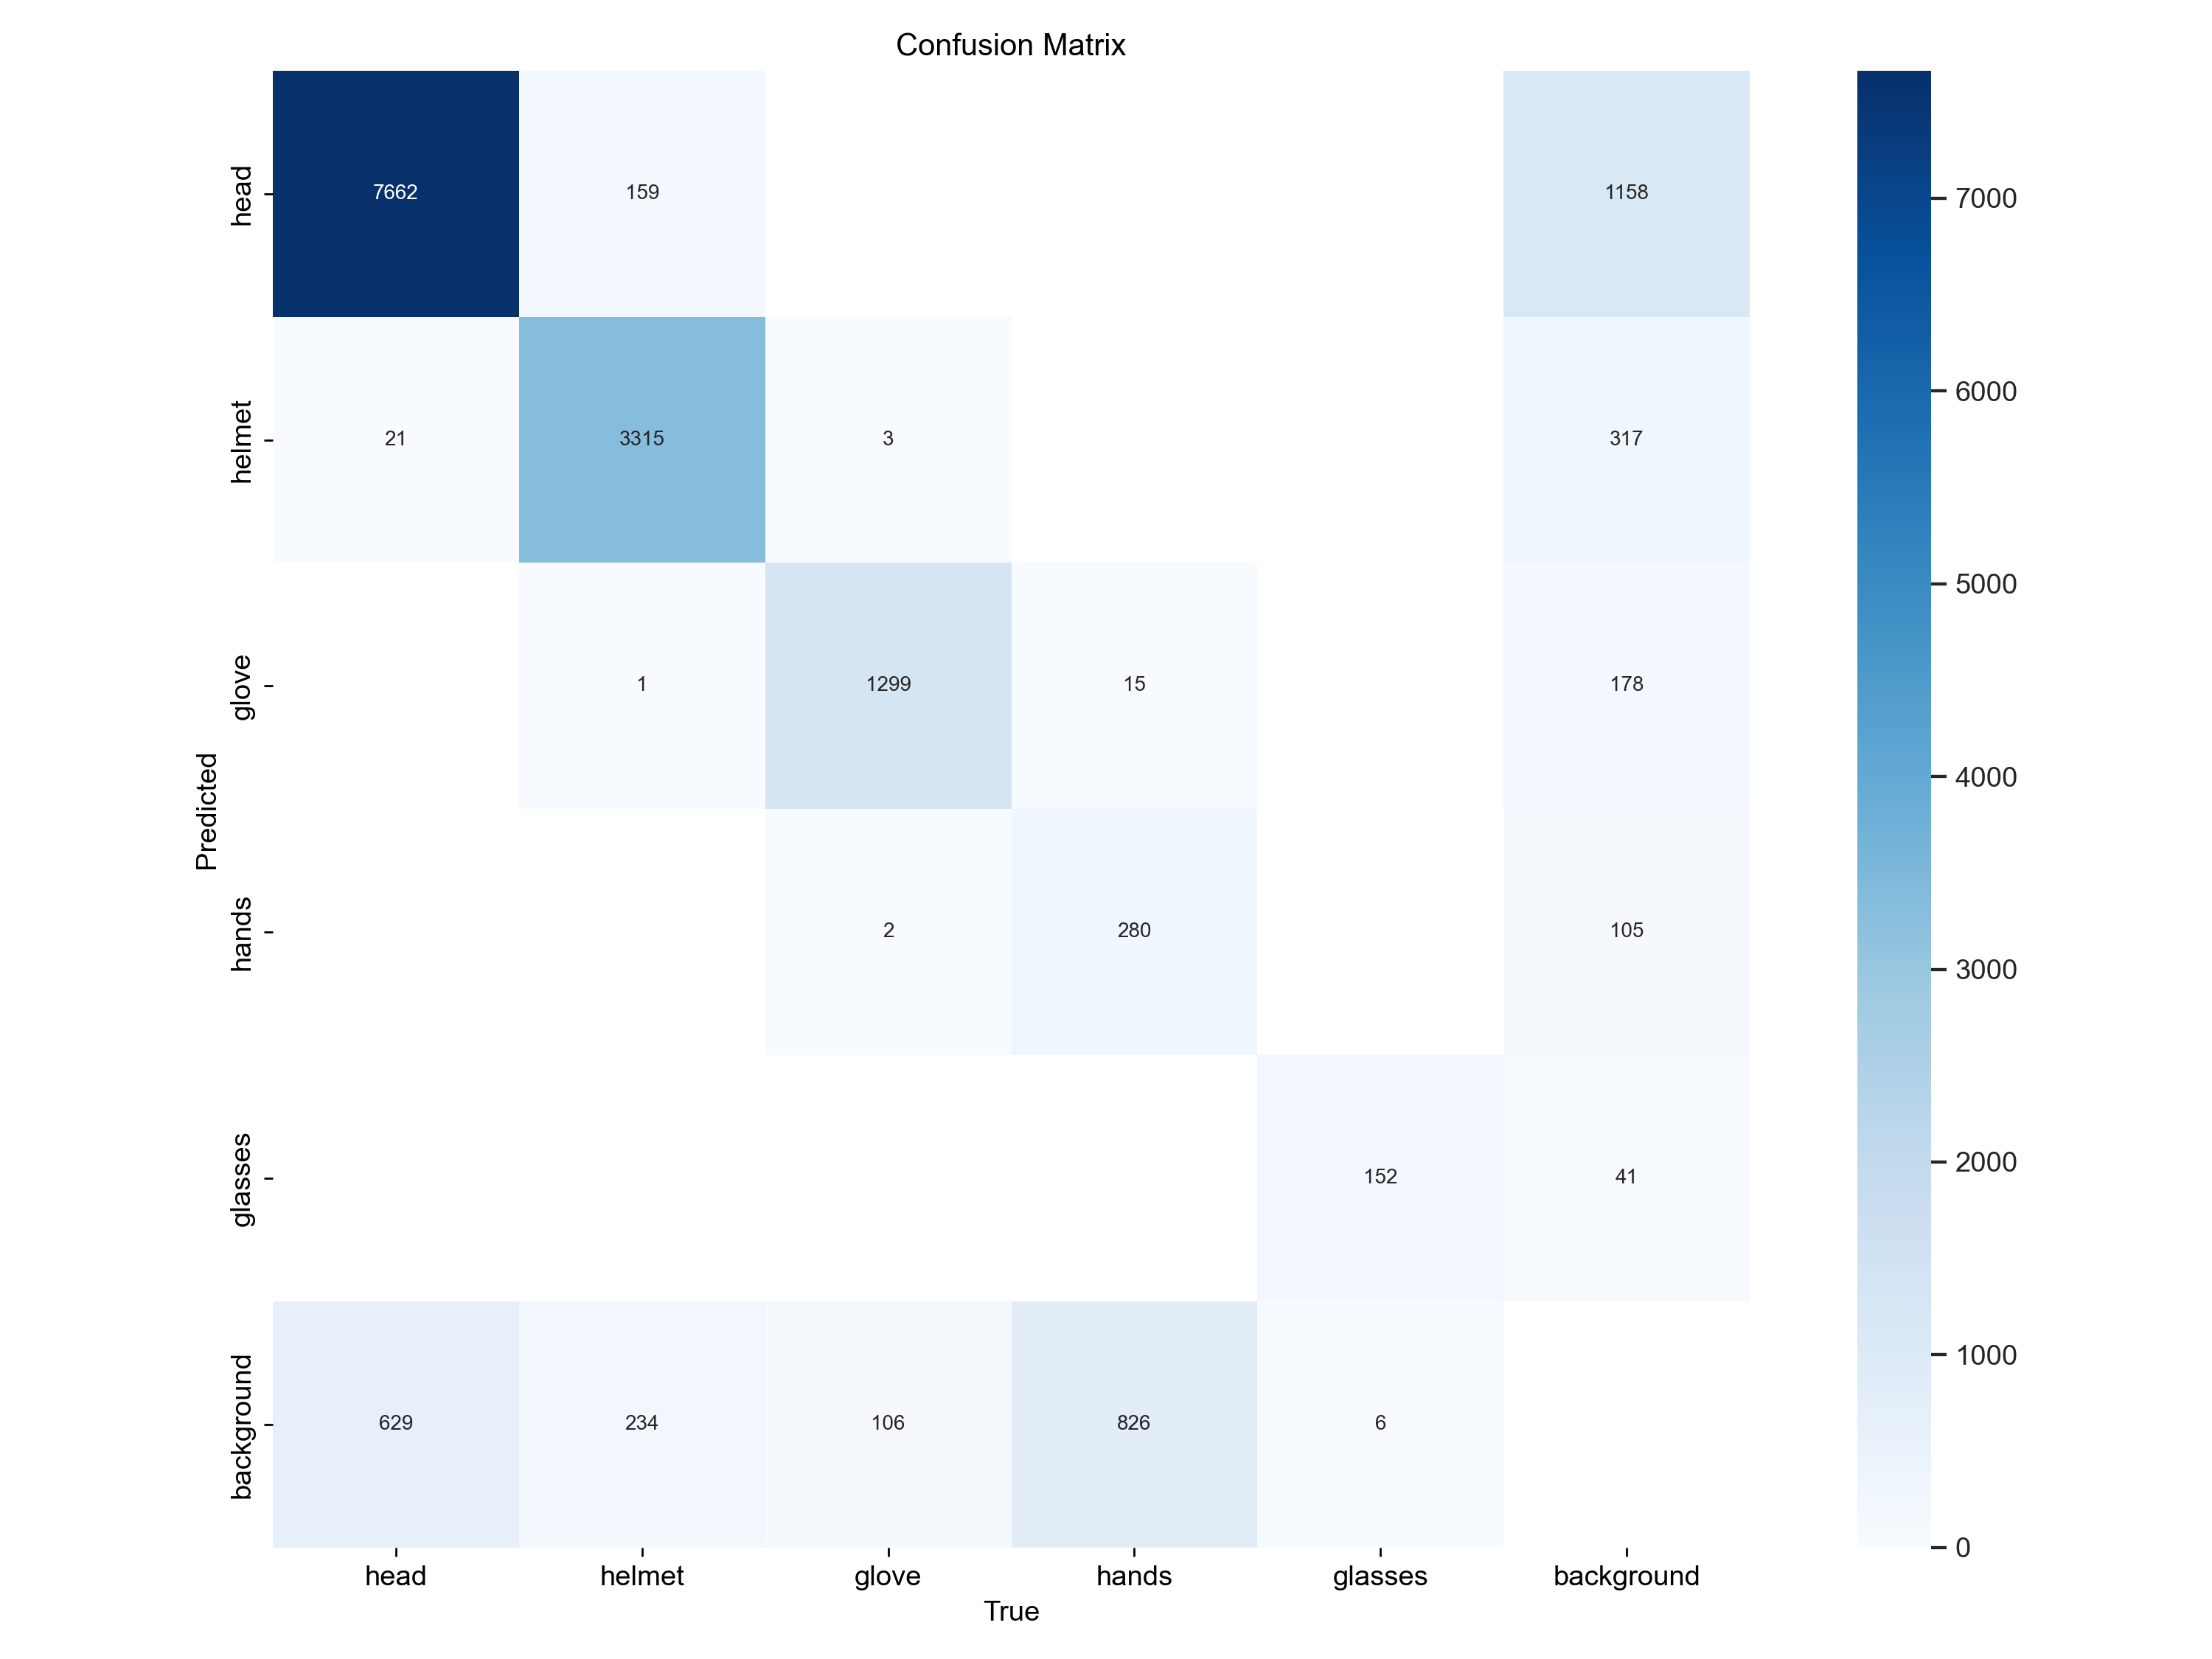 Confusion Matrix
head 7662 159 1158
helmet 21 3315 3 317
glove 1 1299 15 178
hands 2 280 105
glasses 152 41
background 629 234 106 826 6
head helmet glove hands glasses background
True
Predicted
7000
6000
5000
4000
3000
2000
1000
0